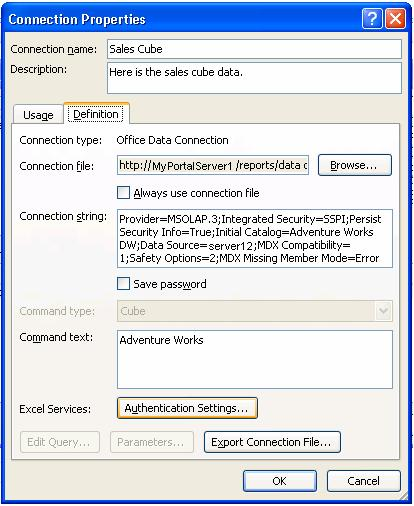 Connection Properties
Connection name: Sales Cube
Description: Here is the sales cube data.
Usage Definition
Connection type: Office Data Connection
Connection file: http://MyPortalServer1/reports/data c Browse...
Always use connection file
Connection string: Provider=MSOLAP.3;Integrated Security=SSPI;Persist
Security Info=True;Initial Catalog=Adventure Works
DW;Data Source=server12;MDX Compatibility=
1;Safety Options=2;MDX Missing Member Mode=Error
Save password
Command type: Cube
Command text: Adventure Works
Excel Services: Authentication Settings...
Edit Query... Parameters... Export Connection File...
OK Cancel